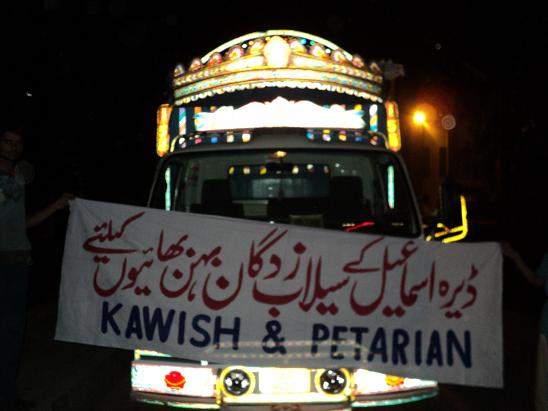 ڈیرہ اسماعیل کے سیلاب زدگان بہن بھائیوں کیلئے
KAWISH & PETARIAN